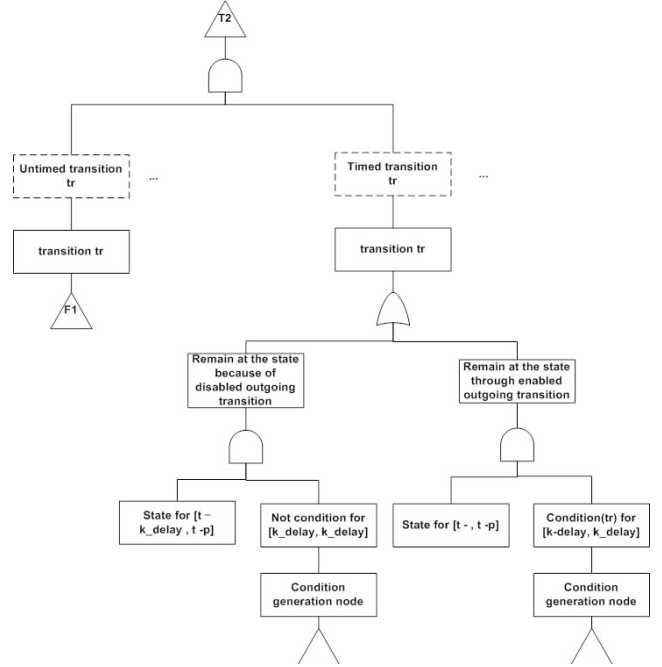 T2
Untimed transition
tr
...
Timed transition
tr
...
transition tr
transition tr
F1
Remain at the state
because of
disabled outgoing
transition
Remain at the state
through enabled
outgoing transition
State for [t –
k_delay , t -p]
Not condition for
[k_delay, k_delay]
State for [t - , t -p]
Condition(tr) for
[k-delay, k_delay]
Condition
generation node
Condition
generation node